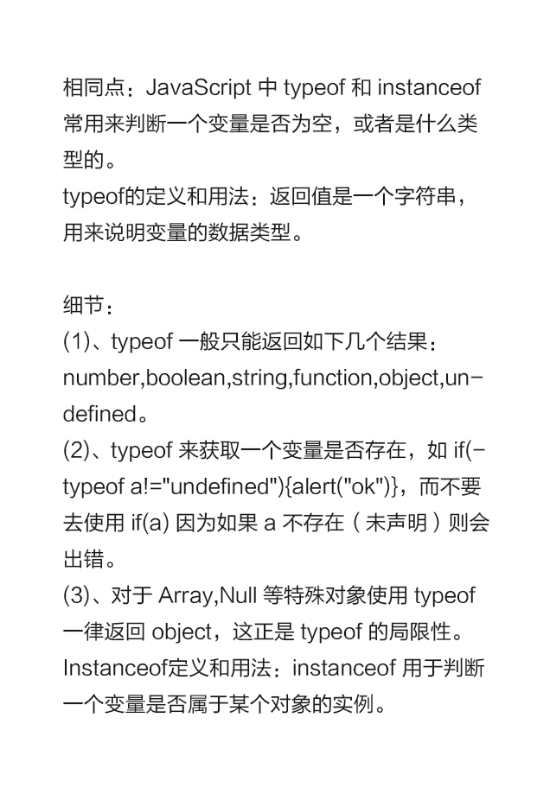 相同点：JavaScript 中 typeof 和 instanceof
常用来判断一个变量是否为空，或者是什么类
型的。
typeof的定义和用法：返回值是一个字符串，
用来说明变量的数据类型。
细节：
(1)、typeof 一般只能返回如下几个结果：
number,boolean,string,function,object,un-
defined。
(2)、typeof 来获取一个变量是否存在，如 if(-
typeof a!="undefined"){alert("ok")}，而不要
去使用 if(a) 因为如果 a 不存在（未声明）则会
出错。
(3)、对于 Array,Null 等特殊对象使用 typeof
一律返回 object，这正是 typeof 的局限性。
Instanceof定义和用法：instanceof 用于判断
一个变量是否属于某个对象的实例。